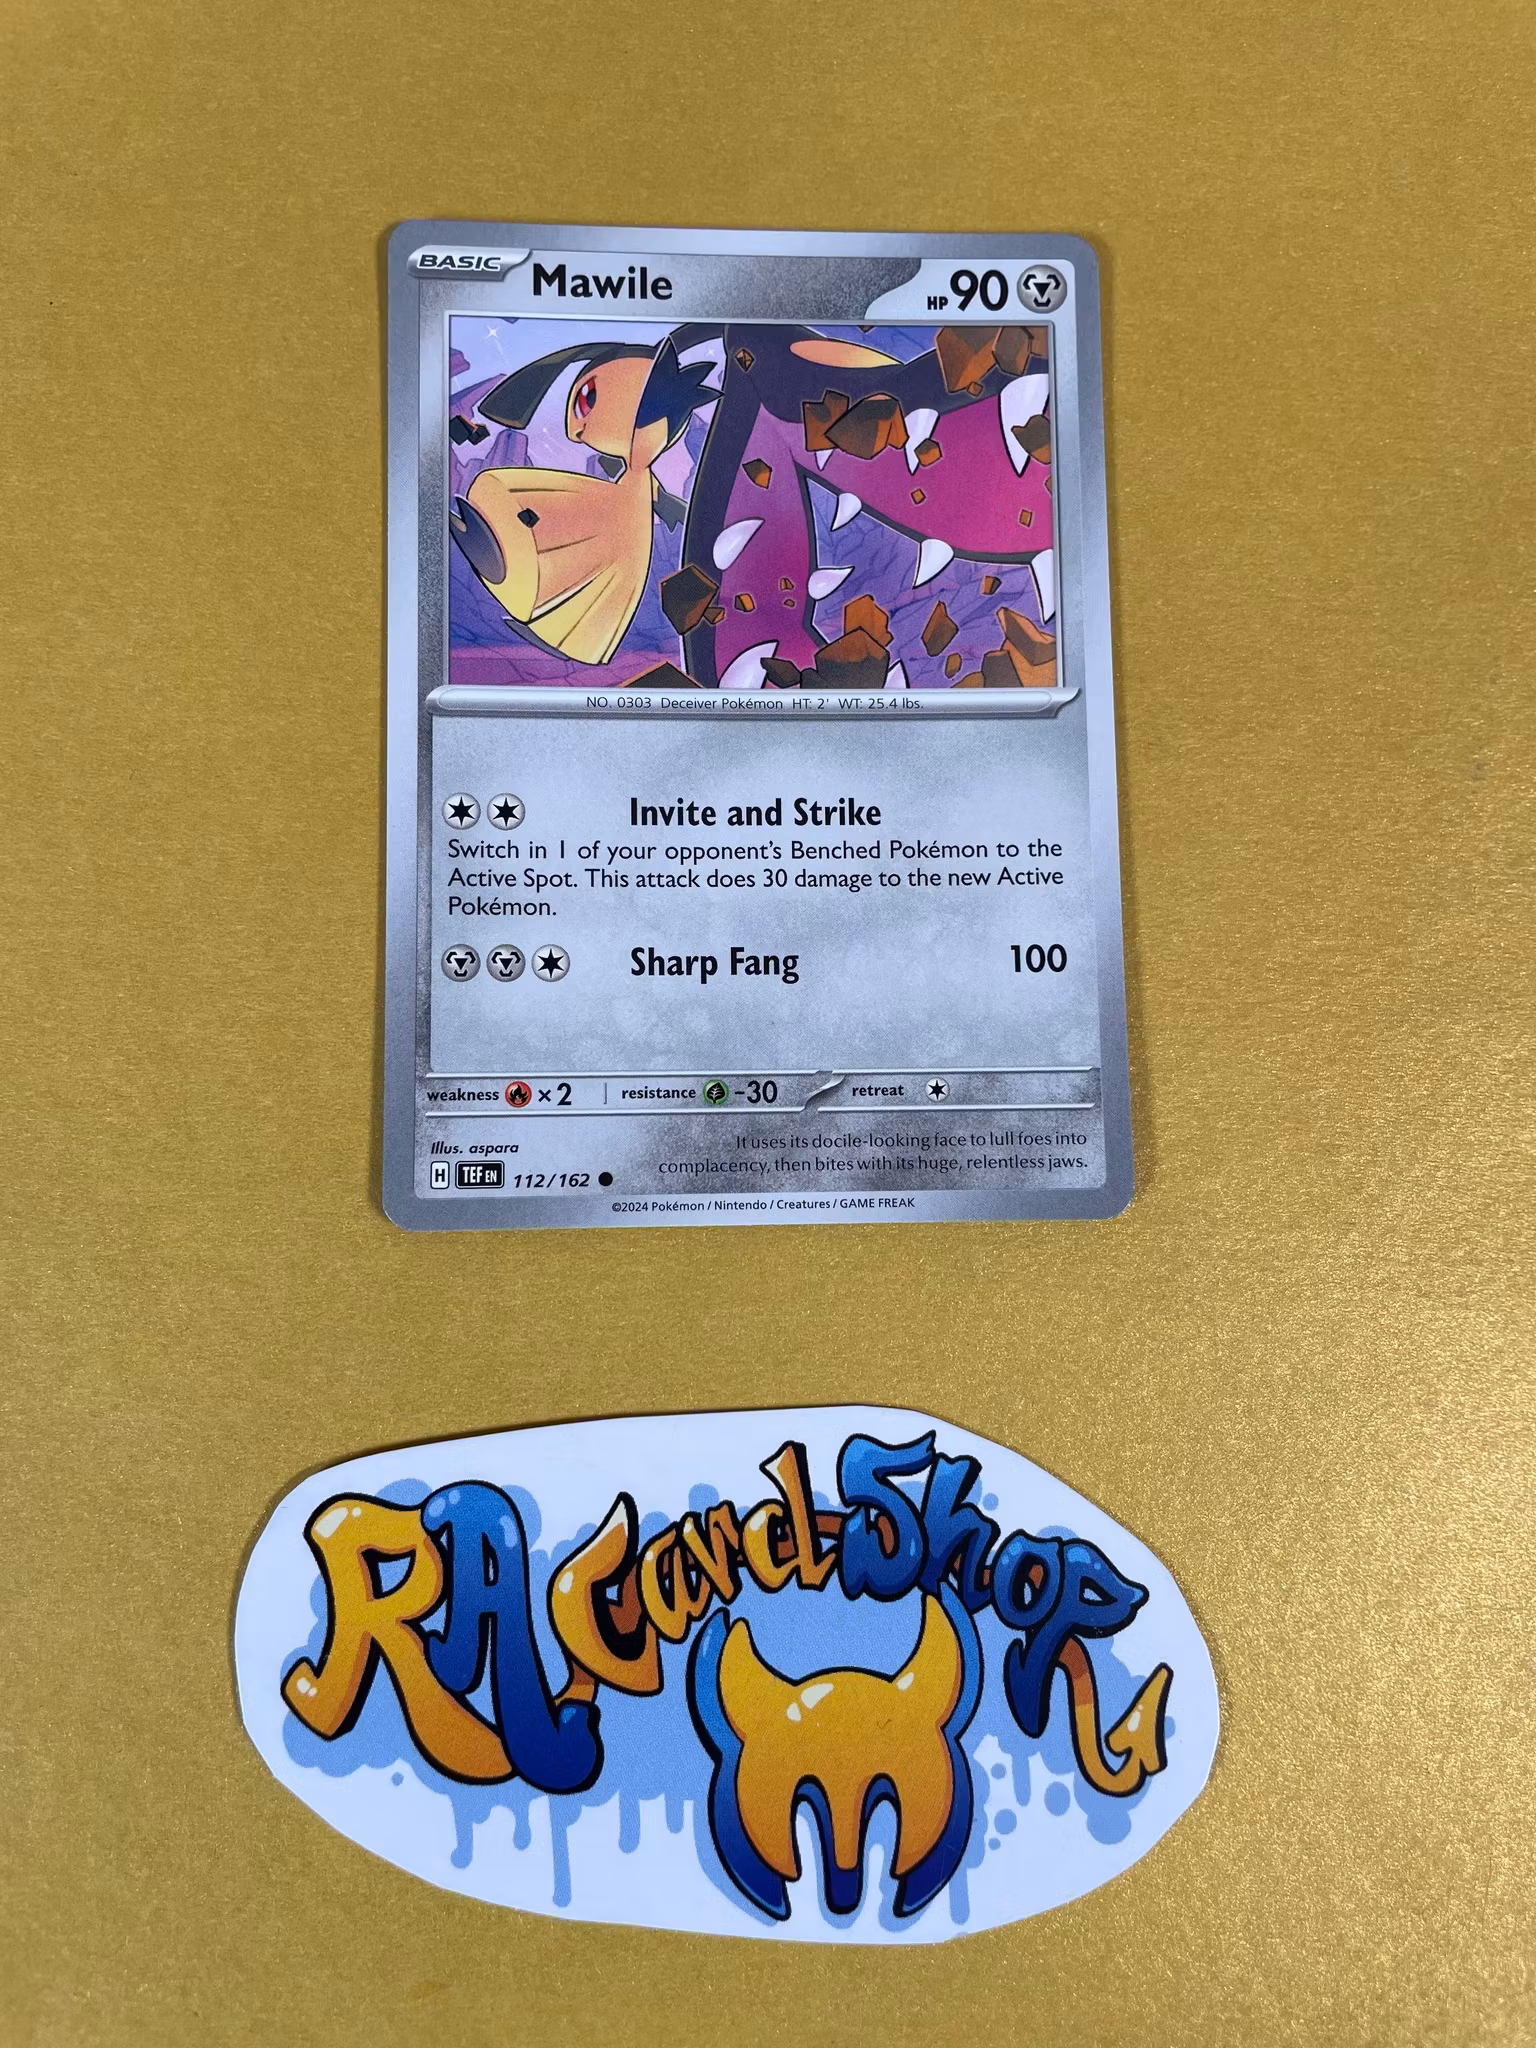 BASIC Mawile HP 90
NO. 0303 Deceiver Pokémon HT: 2' WT: 25.4 lbs.
Invite and Strike
Switch in 1 of your opponent's Benched Pokémon to the
Active Spot. This attack does 30 damage to the new Active
Pokémon.
Sharp Fang 100
weakness ×2 resistance -30 retreat
Illus. aspara
It uses its docile-looking face to lull foes into
complacency, then bites with its huge, relentless jaws.
H TEF EN 112/162
©2024 Pokémon / Nintendo / Creatures / GAME FREAK
RA Card Shop